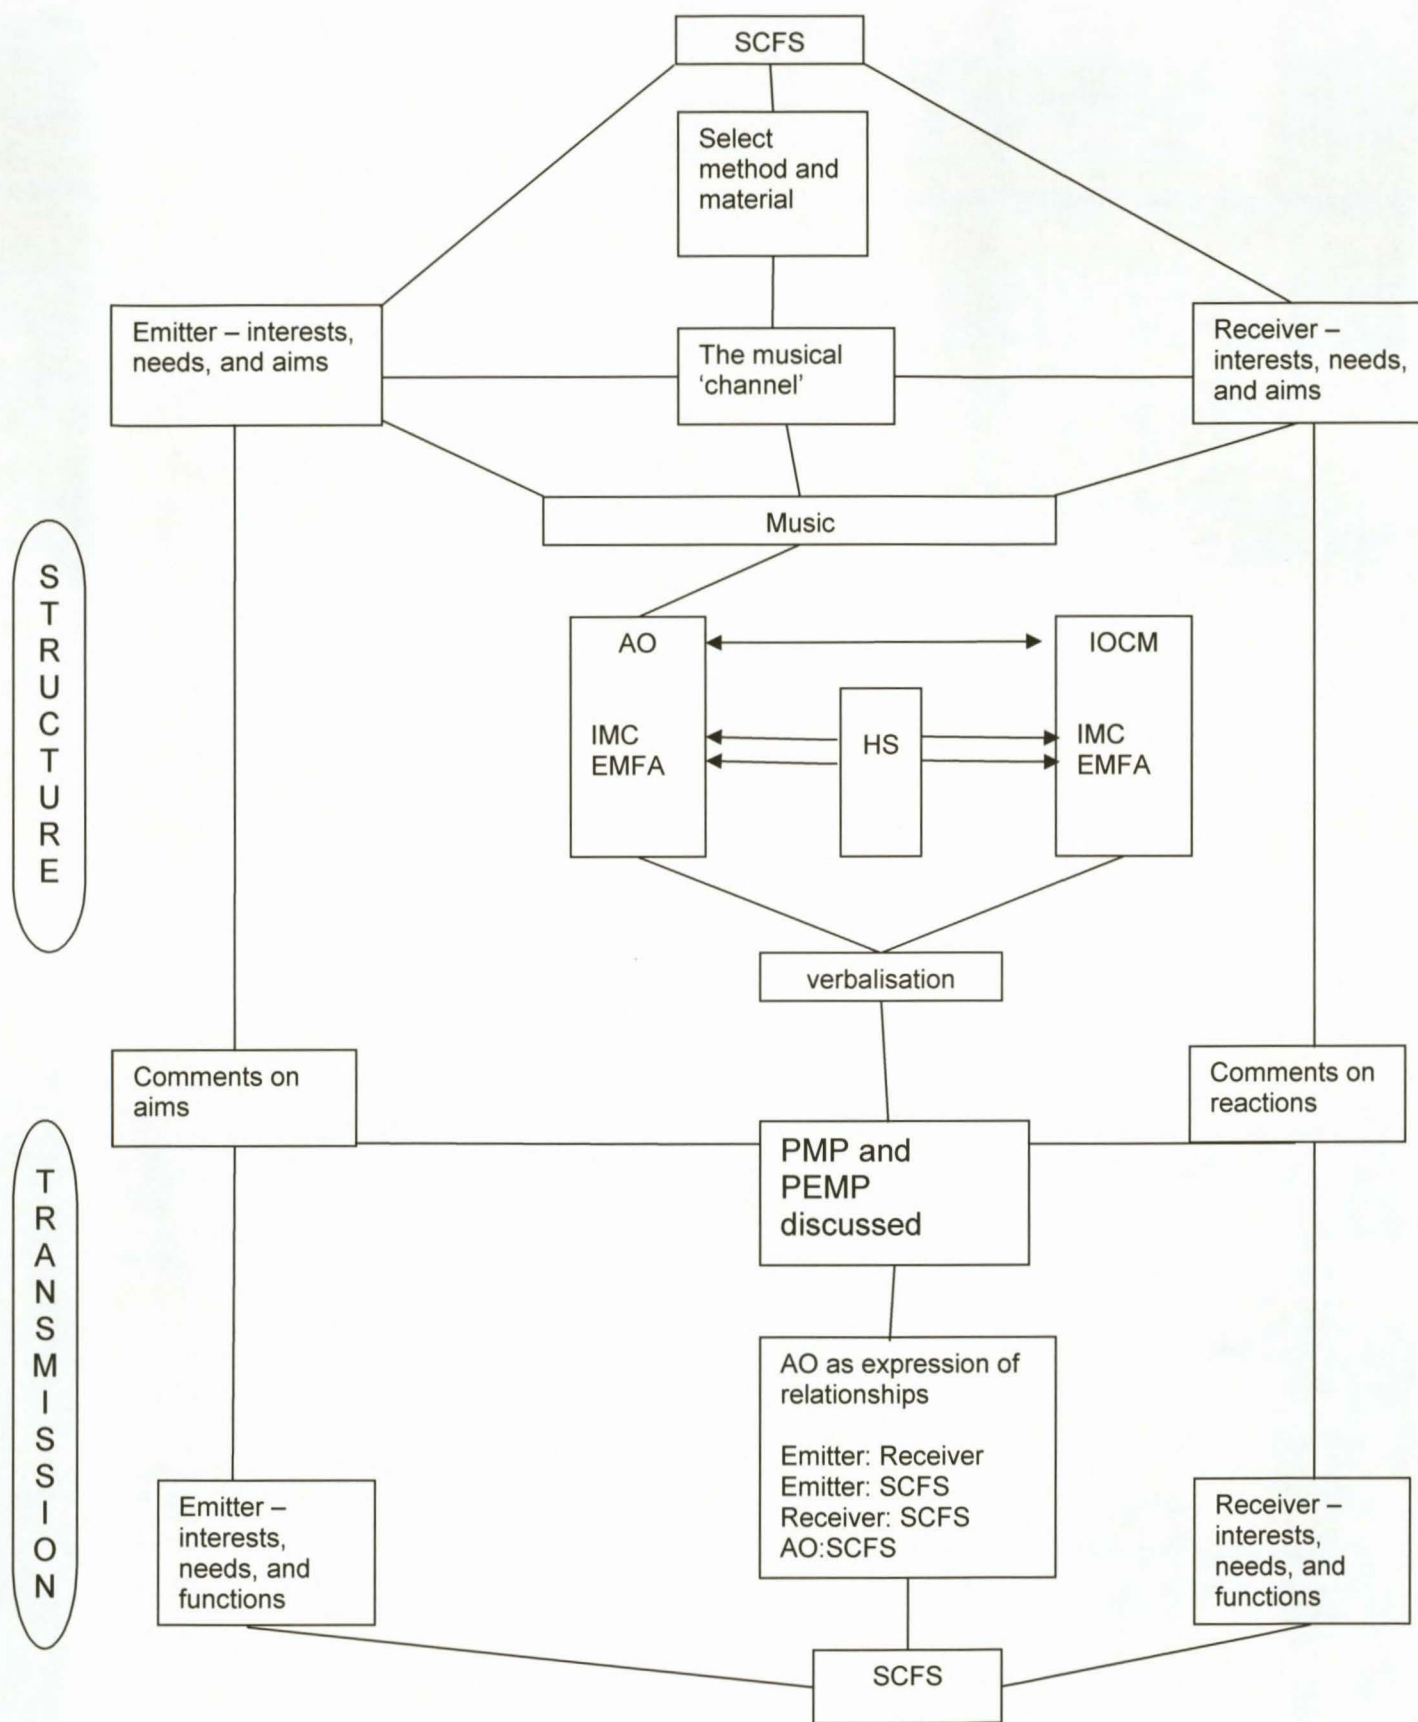 SCFS
Select
method and
material
Emitter – interests,
needs, and aims
The musical
‘channel’
Receiver –
interests, needs,
and aims
Music
STRUCTURE
AO
IOCM
IMC
EMFA
HS
IMC
EMFA
verbalisation
Comments on
aims
Comments on
reactions
TRANSMISSION
PMP and
PEMP
discussed
AO as expression of
relationships
Emitter: Receiver
Emitter: SCFS
Receiver: SCFS
AO:SCFS
Emitter –
interests,
needs, and
functions
Receiver –
interests,
needs, and
functions
SCFS